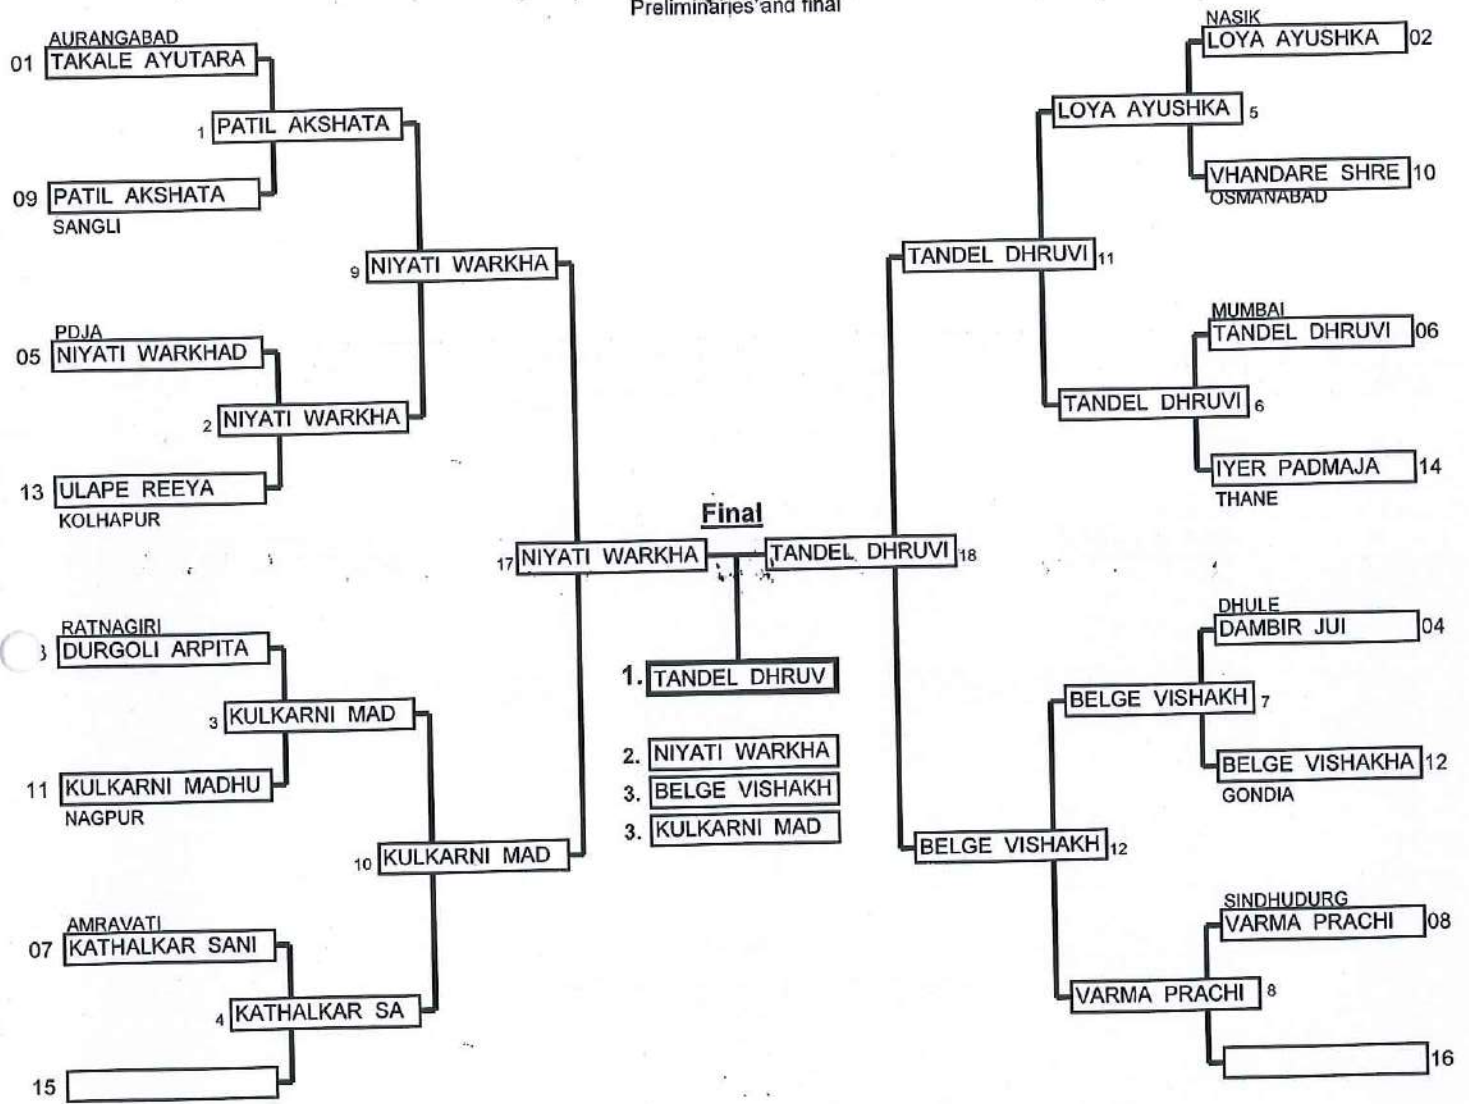 Preliminaries and final
AURANGABAD
01 TAKALE AYUTARA
1 PATIL AKSHATA
09 PATIL AKSHATA
SANGLI
9 NIYATI WARKHA
PDJA
05 NIYATI WARKHAD
2 NIYATI WARKHA
13 ULAPE REEYA
KOLHAPUR
17 NIYATI WARKHA
RATNAGIRI
DURGOLI ARPITA
3 KULKARNI MAD
11 KULKARNI MADHU
NAGPUR
10 KULKARNI MAD
AMRAVATI
07 KATHALKAR SANI
4 KATHALKAR SA
15
Final
1. TANDEL DHRUV
2. NIYATI WARKHA
3. BELGE VISHAKH
3. KULKARNI MAD
NASIK
LOYA AYUSHKA 02
LOYA AYUSHKA 5
VHANDARE SHRE 10
OSMANABAD
TANDEL DHRUVI 11
MUMBAI
TANDEL DHRUVI 06
TANDEL DHRUVI 6
IYER PADMAJA 14
THANE
TANDEL DHRUVI 18
DHULE
DAMBIR JUI 04
BELGE VISHAKH 7
BELGE VISHAKHA 12
GONDIA
BELGE VISHAKH 12
SINDHUDURG
VARMA PRACHI 08
VARMA PRACHI 8
16